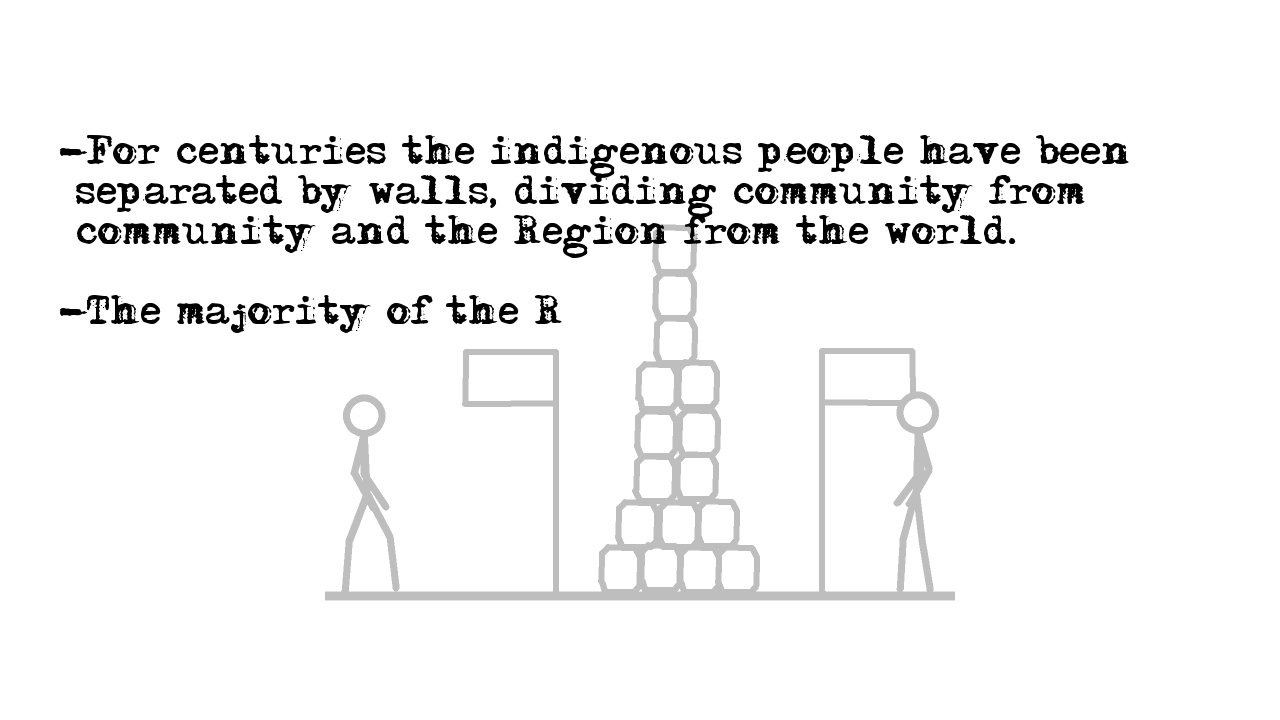 -For centuries the indigenous people have been
separated by walls, dividing community from
community and the Region from the world.
-The majority of the R